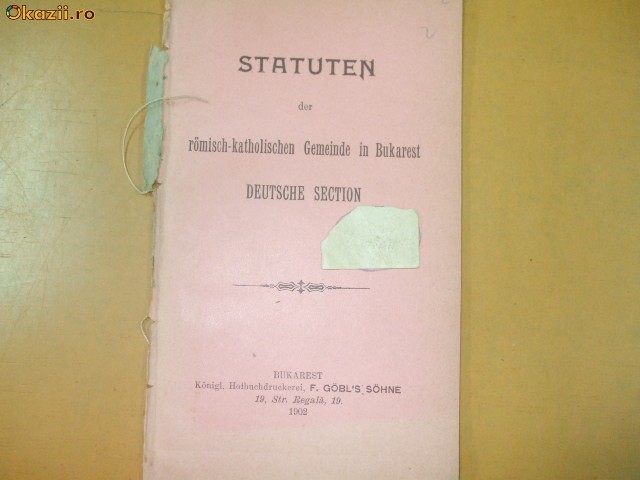 Okazii.ro
STATUTEN
der
römisch-katholischen Gemeinde in Bukarest
DEUTSCHE SECTION
BUKAREST
Königl. Hofbuchdruckerei, F. GÖBL'S SÖHNE
19, Str. Regală, 19.
1902